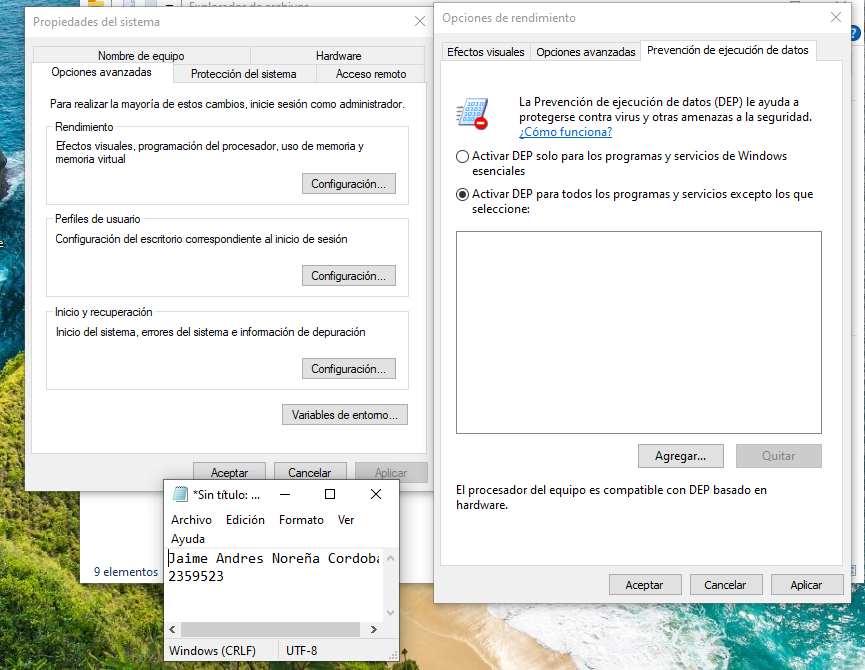 Explorador de archivos
Propiedades del sistema
Nombre de equipo
Hardware
Opciones avanzadas
Protección del sistema
Acceso remoto
Para realizar la mayoría de estos cambios, inicie sesión como administrador.
Rendimiento
Efectos visuales, programación del procesador, uso de memoria y
memoria virtual
Configuración...
Perfiles de usuario
Configuración del escritorio correspondiente al inicio de sesión
Configuración...
Inicio y recuperación
Inicio del sistema, errores del sistema e información de depuración
Configuración...
Variables de entorno...
Aceptar
Cancelar
Aplicar
9 elementos
*Sin título: ...
Archivo
Edición
Formato
Ver
Ayuda
Jaime Andres Noreña Cordoba
2359523
Windows (CRLF)
UTF-8
Opciones de rendimiento
Efectos visuales
Opciones avanzadas
Prevención de ejecución de datos
La Prevención de ejecución de datos (DEP) le ayuda a
protegerse contra virus y otras amenazas a la seguridad.
¿Cómo funciona?
Activar DEP solo para los programas y servicios de Windows
esenciales
Activar DEP para todos los programas y servicios excepto los que
seleccione:
Agregar...
Quitar
El procesador del equipo es compatible con DEP basado en
hardware.
Aceptar
Cancelar
Aplicar